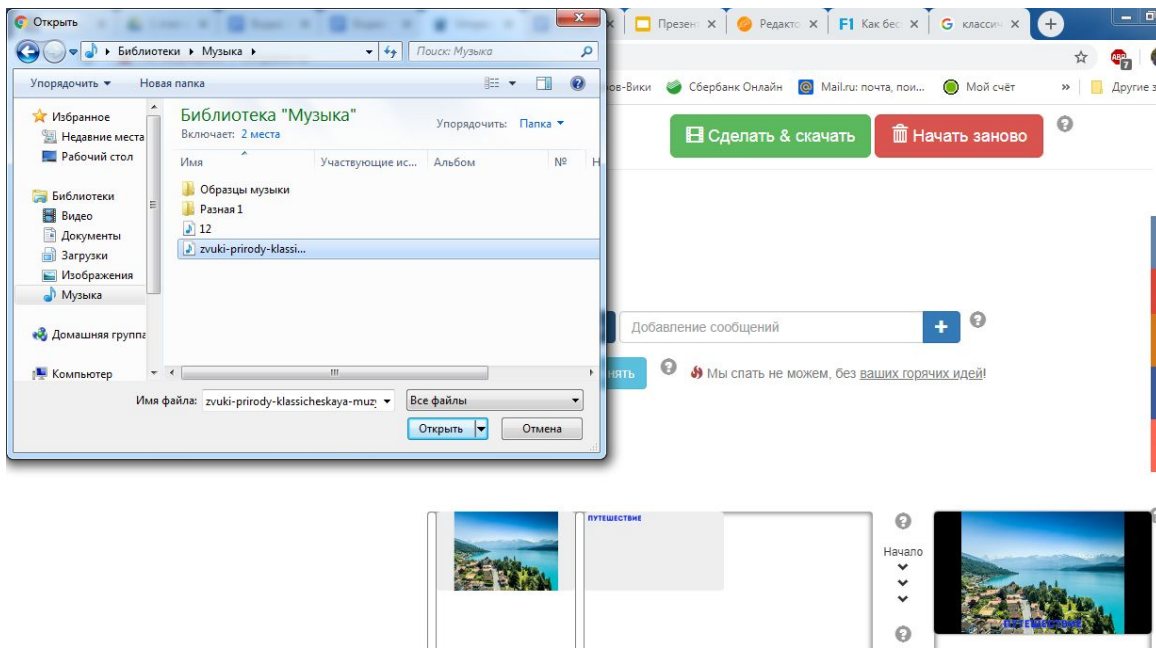 Открыть
Библиотеки Музыка
Поиск: Музыка
Упорядочить
Новая папка
Избранное
Недавние места
Рабочий стол
Библиотеки
Видео
Документы
Загрузки
Изображения
Музыка
Домашняя группа
Компьютер
Библиотека "Музыка"
Включает: 2 места
Упорядочить: Папка
Имя Участвующие ис... Альбом № Н
Образцы музыки
Разная 1
12
zvuki-prirody-klassi...
Имя файла: zvuki-prirody-klassicheskaya-muz
Все файлы
Открыть
Отмена
Презен
Редакто
F1 Как бес
G класси
ов-Вики
Сбербанк Онлайн
Mail.ru: почта, пои...
Мой счёт
»
Другие з
ABP
7
Сделать & скачать
Начать заново
Добавление сообщений
+
нять
Мы спать не можем, без ваших горячих идей!
ПУТЕШЕСТВИЕ
Начало
ПУТЕШЕСТВИЕ